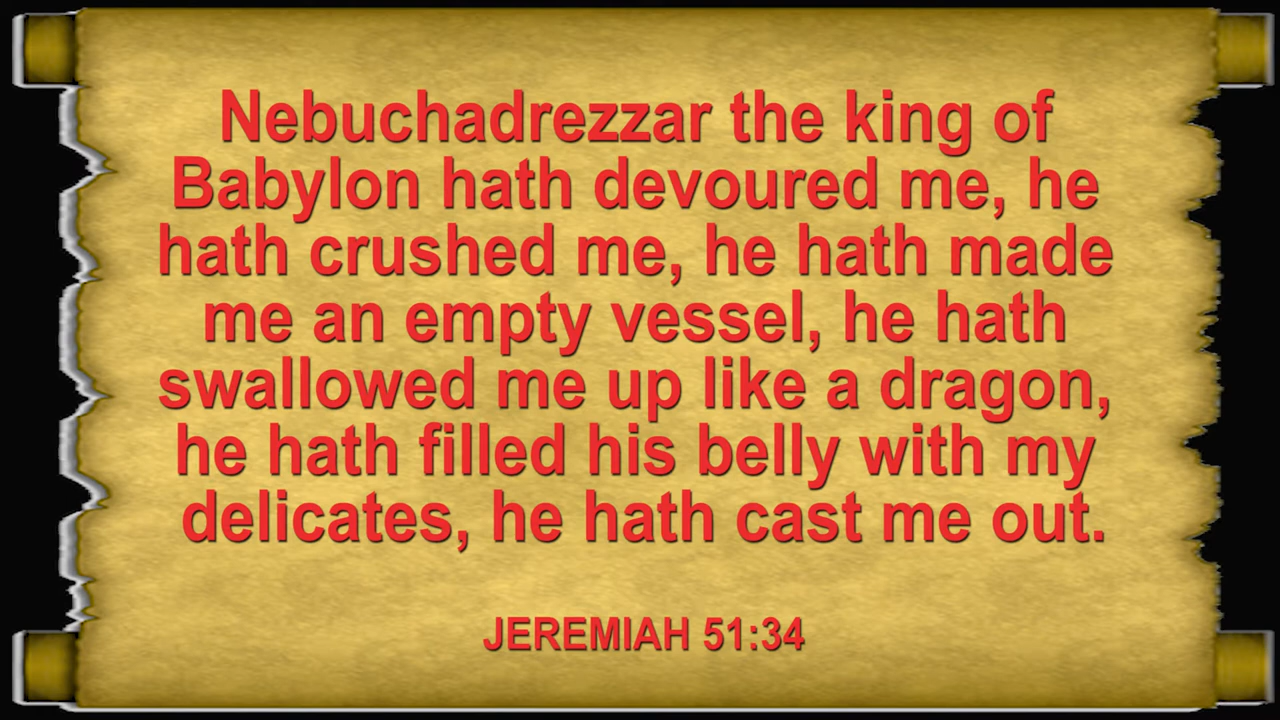 Nebuchadrezzar the king of
Babylon hath devoured me, he
hath crushed me, he hath made
me an empty vessel, he hath
swallowed me up like a dragon,
he hath filled his belly with my
delicates, he hath cast me out.
JEREMIAH 51:34